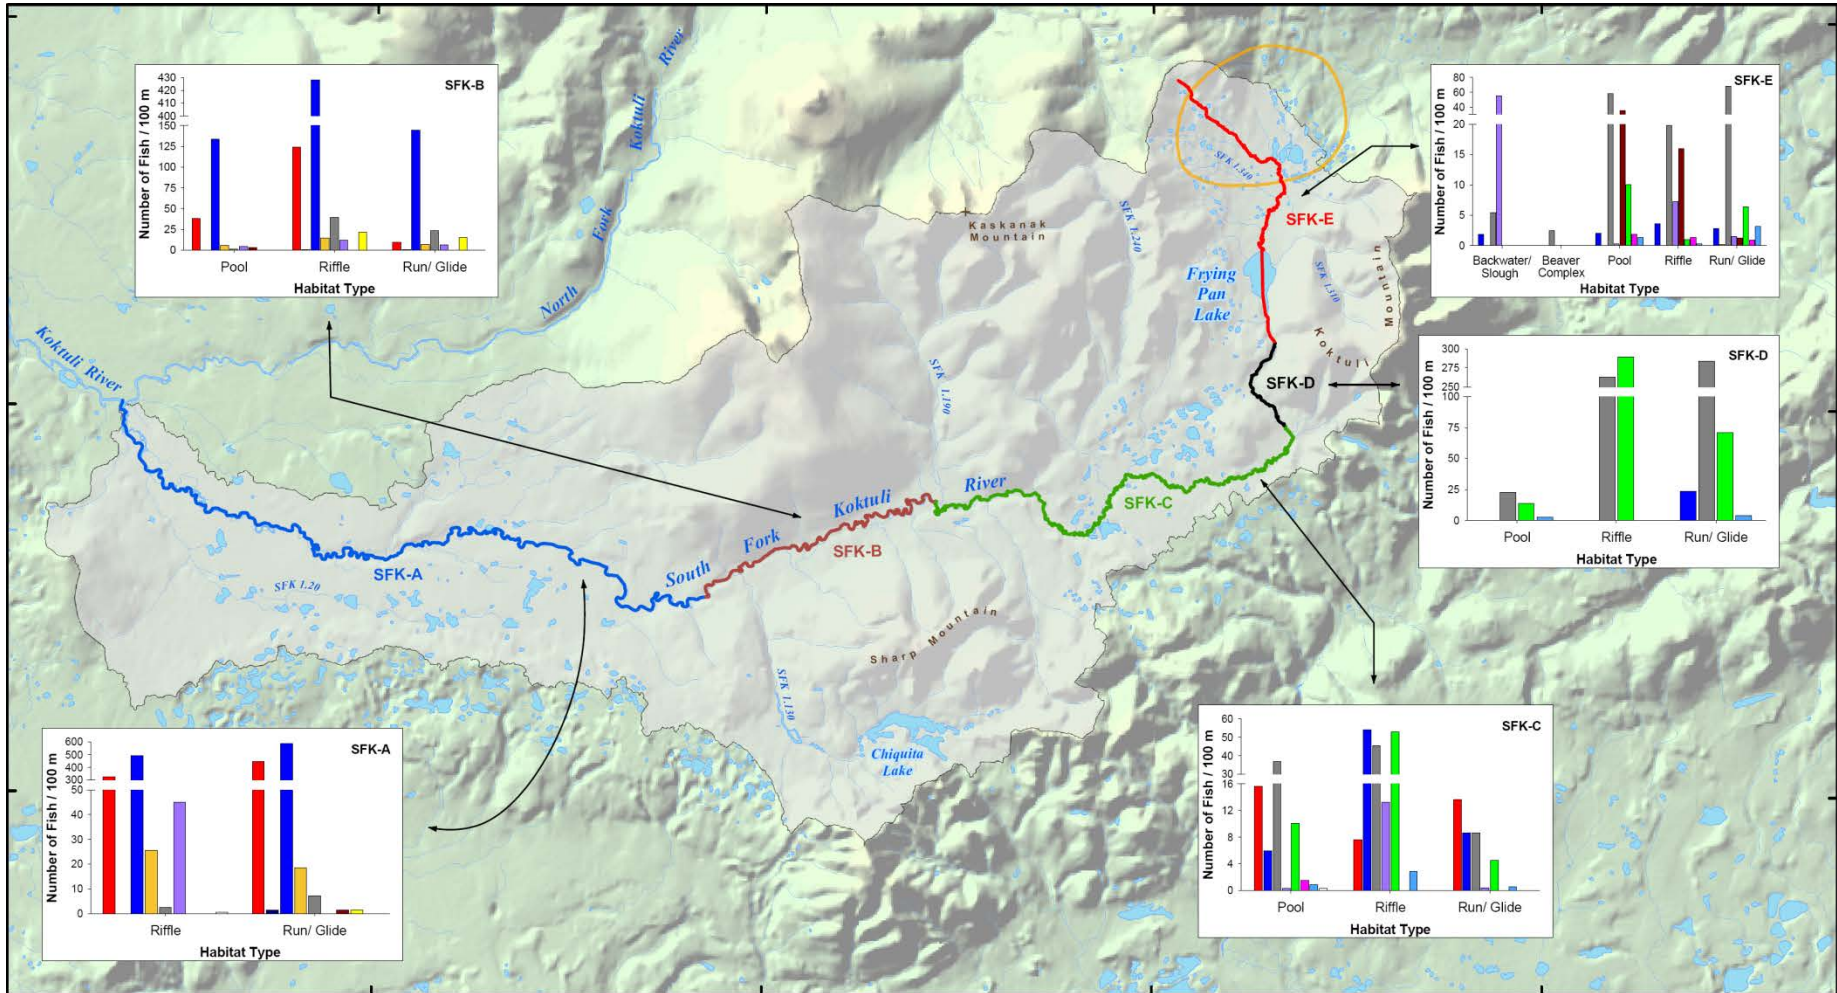 SFK-B
Number of Fish / 100 m
430
420
410
400
150
125
100
75
50
25
0
Pool
Riffle
Run/ Glide
Habitat Type
North
Fork
Koktuli
River
Koktuli River
Kaskanak
Mountain
SFK 1.240
SFK 1.190
SFK 1.340
SFK-E
Frying
Pan
Lake
SFK 1.310
Koktuli
Mountain
SFK-D
SFK-C
South
Fork
Koktuli
River
SFK-B
SFK-A
SFK 1.20
Sharp Mountain
SFK 1.130
Chiquita
Lake
SFK-E
Number of Fish / 100 m
80
60
40
20
15
10
5
0
Backwater/
Slough
Beaver
Complex
Pool
Riffle
Run/ Glide
Habitat Type
SFK-D
Number of Fish / 100 m
300
275
250
100
75
50
25
0
Pool
Riffle
Run/ Glide
Habitat Type
SFK-A
Number of Fish / 100 m
600
500
400
300
50
40
30
20
10
0
Riffle
Run/ Glide
Habitat Type
SFK-C
Number of Fish / 100 m
60
50
40
30
16
12
8
4
0
Pool
Riffle
Run/ Glide
Habitat Type